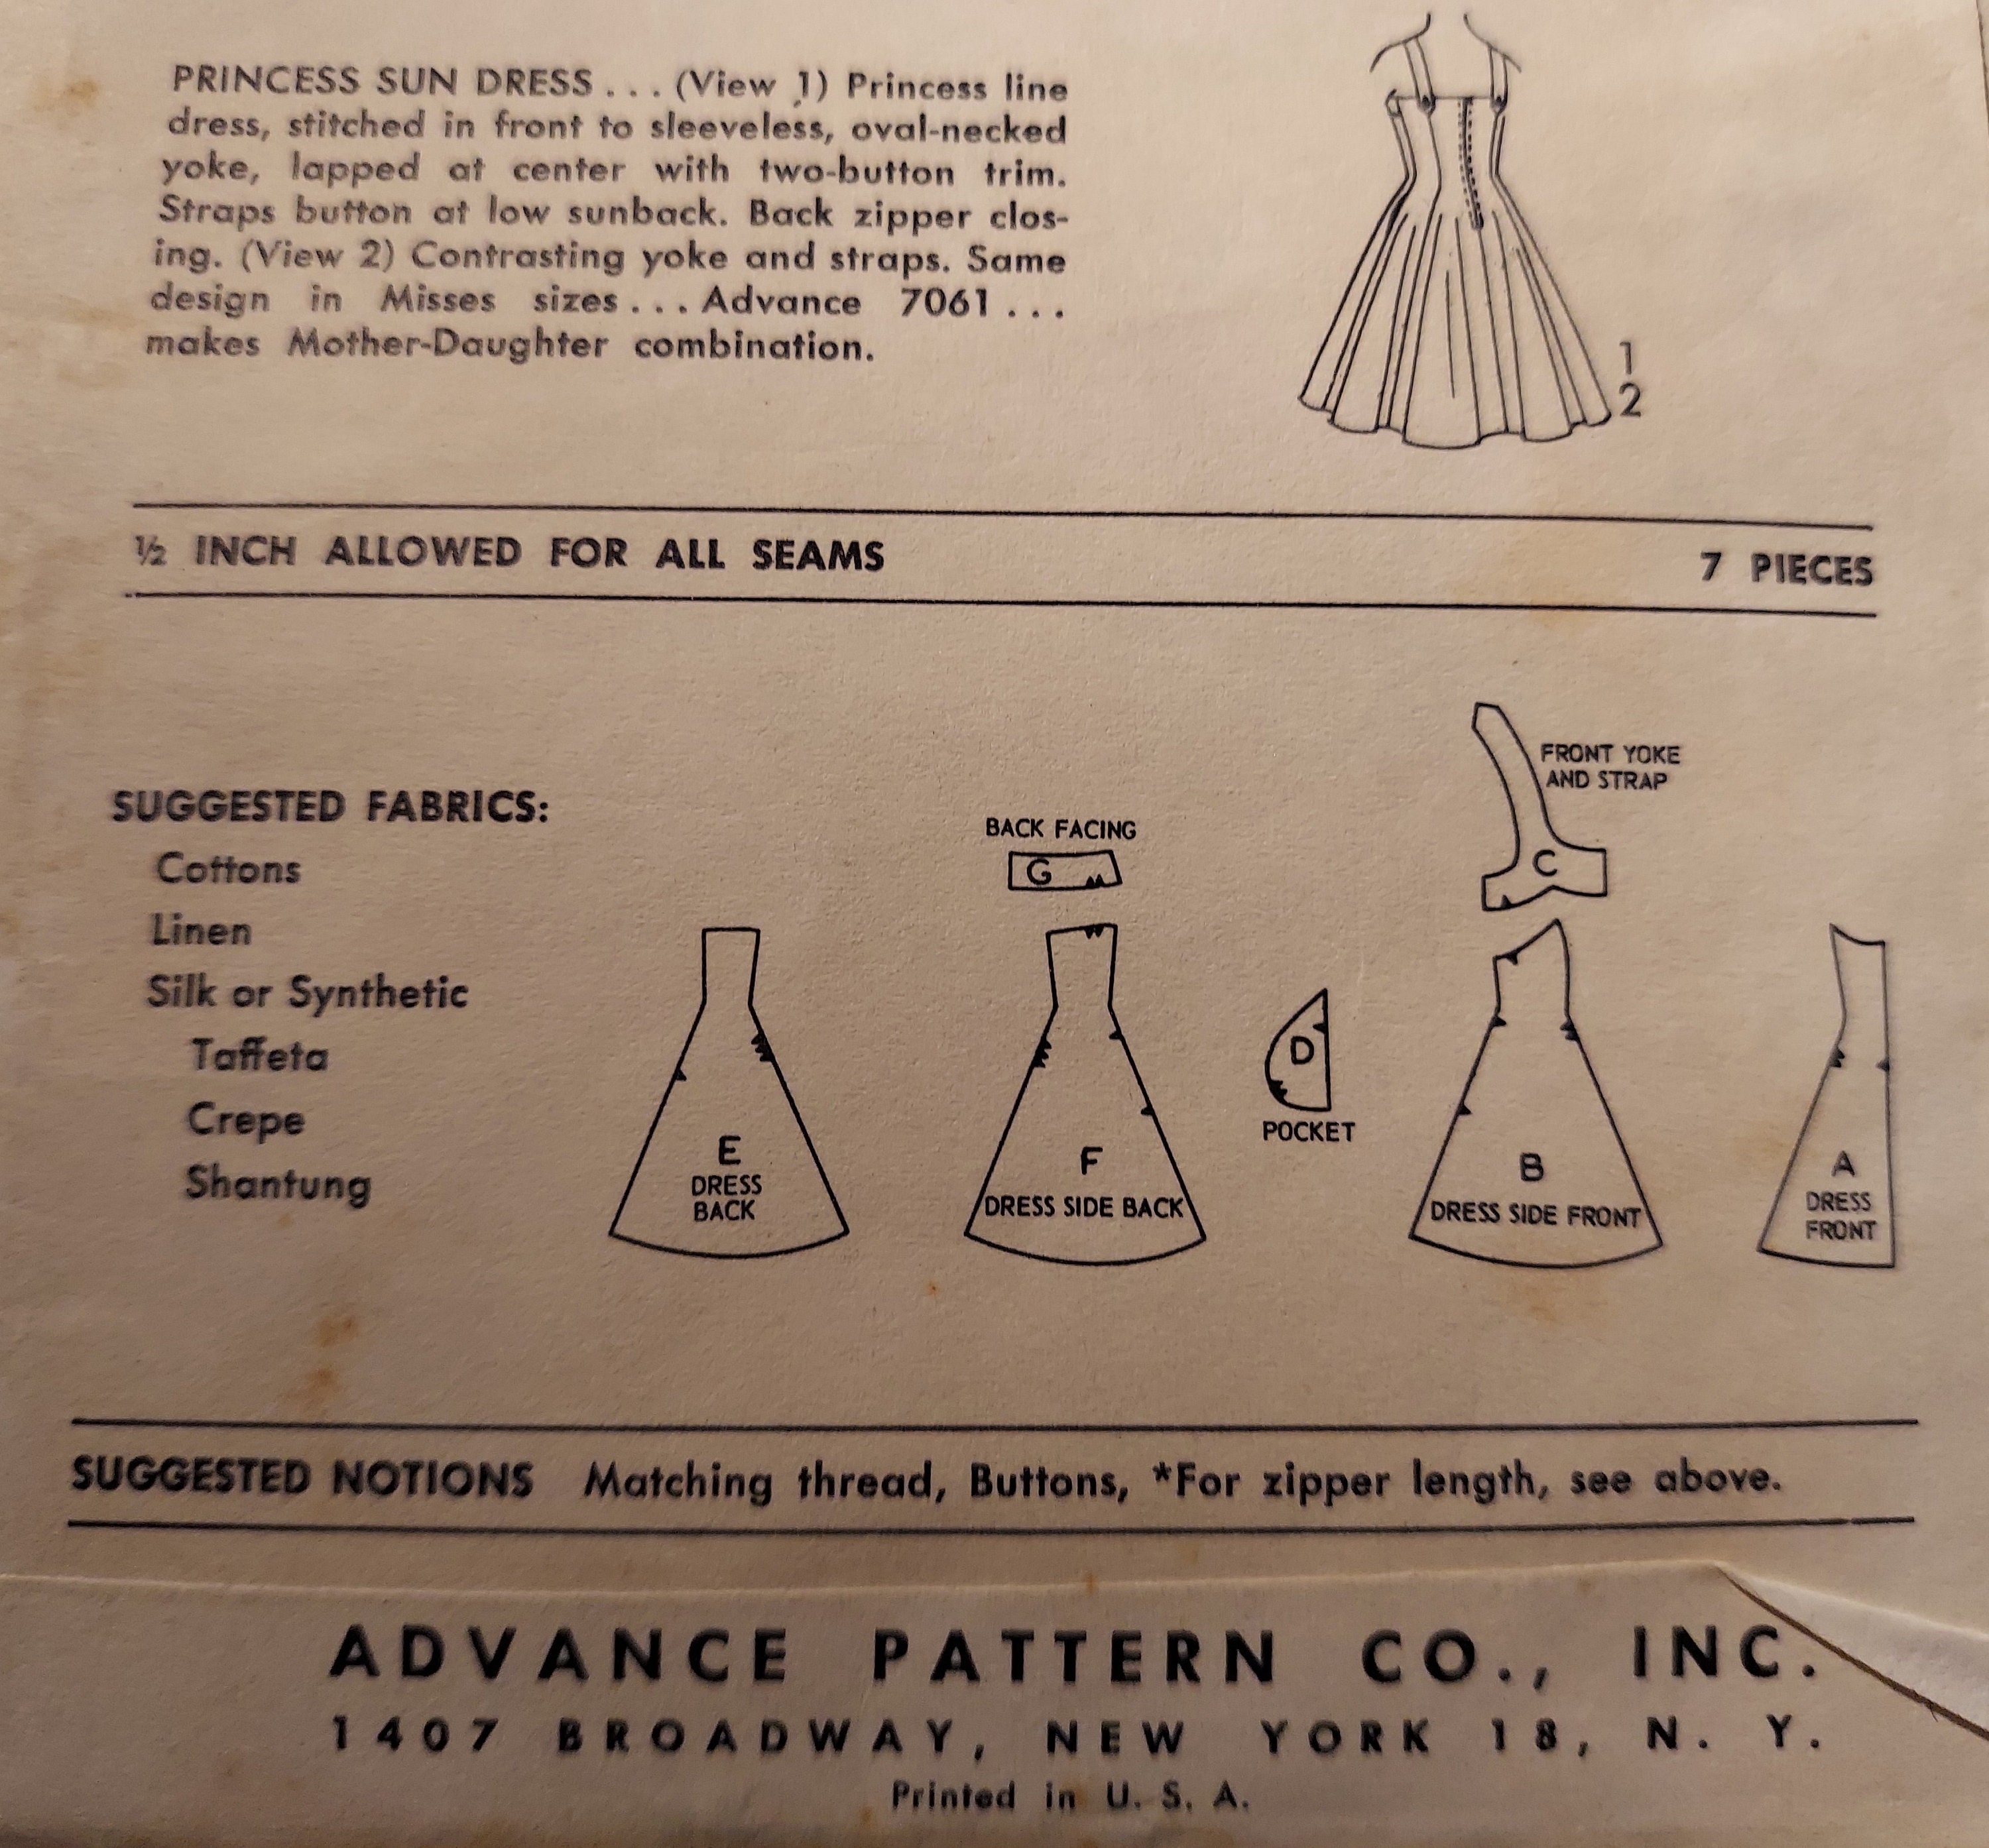 PRINCESS SUN DRESS . . . (View 1) Princess line
dress, stitched in front to sleeveless, oval-necked
yoke, lapped at center with two-button trim.
Straps button at low sunback. Back zipper clos-
ing. (View 2) Contrasting yoke and straps. Same
design in Misses sizes . . . Advance 7061 . . .
makes Mother-Daughter combination.
1
2
½ INCH ALLOWED FOR ALL SEAMS
7 PIECES
SUGGESTED FABRICS:
Cottons
Linen
Silk or Synthetic
Taffeta
Crepe
Shantung
E
DRESS
BACK
BACK FACING
G
F
DRESS SIDE BACK
D
POCKET
FRONT YOKE
AND STRAP
C
B
DRESS SIDE FRONT
A
DRESS
FRONT
SUGGESTED NOTIONS Matching thread, Buttons, *For zipper length, see above.
ADVANCE PATTERN CO., INC.
1407 BROADWAY, NEW YORK 18, N. Y.
Printed in U. S. A.